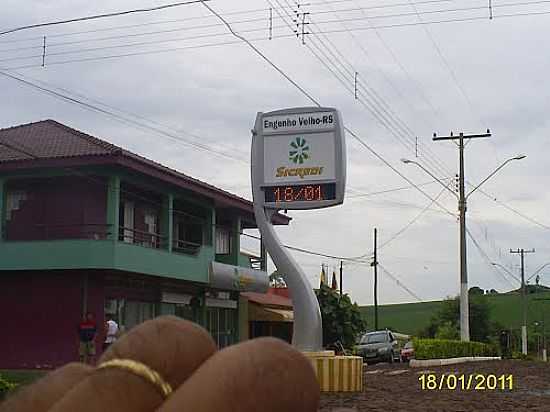 Engenho Velho-RS
SICREDI
18/01
18/01/2011